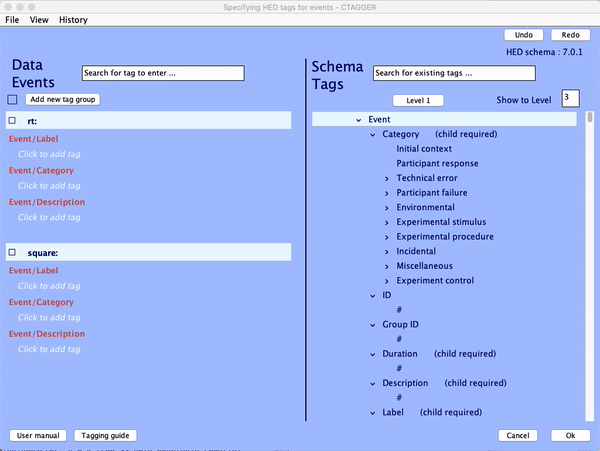 Specifying HED tags for events - CTAGGER
File View History
Undo Redo
HED schema : 7.0.1
Data Events
Search for tag to enter ...
Schema Tags
Search for existing tags ...
Add new tag group
Level 1
Show to Level
3
rt:
Event/Label
Click to add tag
Event/Category
Click to add tag
Event/Description
Click to add tag
square:
Event/Label
Click to add tag
Event/Category
Click to add tag
Event/Description
Click to add tag
Event
Category (child required)
Initial context
Participant response
Technical error
Participant failure
Environmental
Experimental stimulus
Experimental procedure
Incidental
Miscellaneous
Experiment control
ID
#
Group ID
#
Duration (child required)
#
Description (child required)
#
Label (child required)
User manual Tagging guide
Cancel Ok